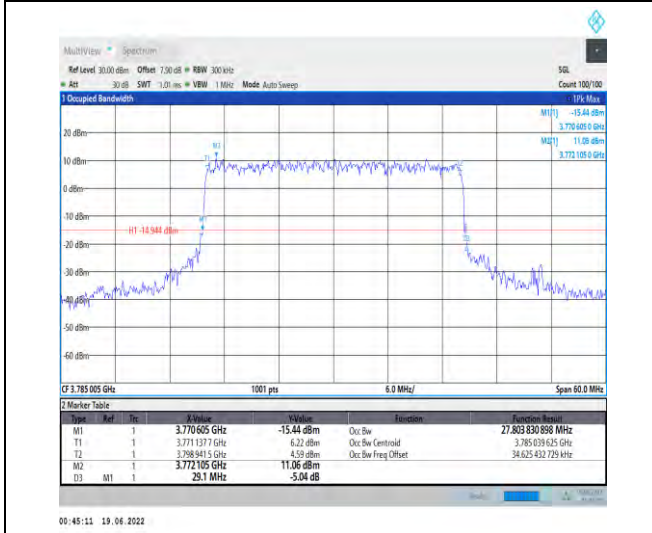 MultiView Spectrum
Ref Level 30.00 dBm Offset 7.90 dB RBW 300 kHz SGL
Att 30 dB SWT 1.01 ms VBW 1 MHz Mode Auto Sweep Count 100/100
1 Occupied Bandwidth 1Pk Max
M1[1] -15.44 dBm
3.770 605 0 GHz
20 dBm M2[1] 11.06 dBm
3.772 105 0 GHz
M2
T1
10 dBm
0 dBm
-10 dBm
M1
H1 -14.944 dBm
-20 dBm
-30 dBm
-40 dBm
-50 dBm
-60 dBm
CF 3.785 005 GHz 1001 pts 6.0 MHz/ Span 60.0 MHz
2 Marker Table
Type Ref Trc X-Value Y-Value Function Function Result
M1 1 3.770 605 GHz -15.44 dBm Occ Bw 27.803 830 898 MHz
T1 1 3.771 137 7 GHz 6.22 dBm Occ Bw Centroid 3.785 039 625 GHz
T2 1 3.798 941 5 GHz 4.59 dBm Occ Bw Freq Offset 34.625 432 729 kHz
M2 1 3.772 105 GHz 11.06 dBm
D3 M1 1 29.1 MHz -5.04 dB
00:45:11 19.06.2022